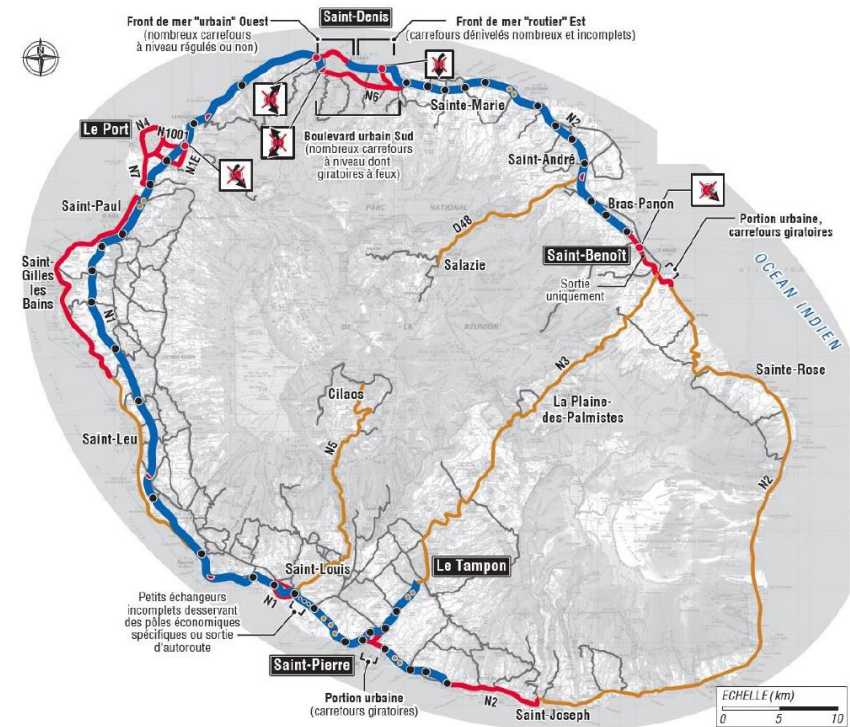 Front de mer "urbain" Ouest
(nombreux carrefours
à niveau régulés ou non)
Saint-Denis
Front de mer "routier" Est
(carrefours dénivelés nombreux et incomplets)
N6
Sainte-Marie
N2
Le Port
N4
N1001
N1E
N7
Boulevard urbain Sud
(nombreux carrefours
à niveau dont
giratoires à feux)
Saint-André
Saint-Paul
PARC NATIONAL
Bras-Panon
Portion urbaine,
carrefours giratoires
D48
Salazie
Saint-Benoît
Sortie
uniquement
OCEAN INDIEN
Saint-
Gilles
les
Bains
N1
DE LA RÉUNION
Sainte-Rose
N3
Cilaos
La Plaine-
des-Palmistes
Saint-Leu
N5
N2
Saint-Louis
Le Tampon
N1
Petits échangeurs
incomplets desservant
des pôles économiques
spécifiques ou sortie
d'autoroute
Saint-Pierre
Portion urbaine
(carrefours giratoires)
N2
Saint-Joseph
ECHELLE (km)
0 5 10